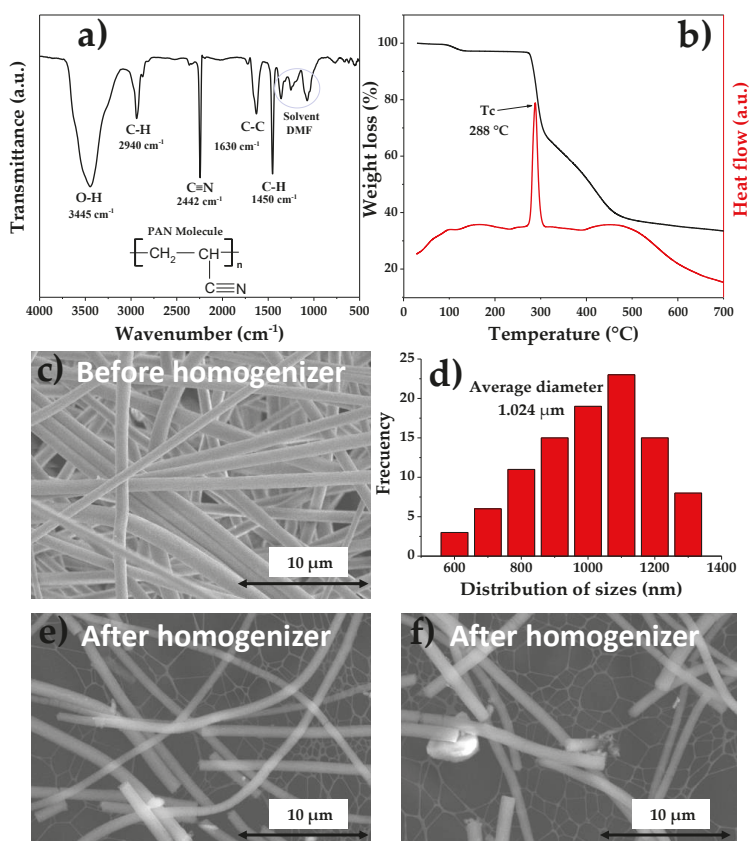 a)
Transmittance (a.u.)
O-H
3445 cm-1
C-H
2940 cm-1
C≡N
2442 cm-1
C-C
1630 cm-1
C-H
1450 cm-1
Solvent
DMF
PAN Molecule
CH2
CH
n
C
N
4000 3500 3000 2500 2000 1500 1000 500
Wavenumber (cm-1)
b)
Weight loss (%)
100
80
60
40
20
Tc
288 °C
Heat flow (a.u.)
0 100 200 300 400 500 600 700
Temperature (°C)
c) Before homogenizer
10 μm
d)
Average diameter
1.024 μm
Frecuency
25
20
15
10
5
0
600 800 1000 1200 1400
Distribution of sizes (nm)
e) After homogenizer
10 μm
f) After homogenizer
10 μm